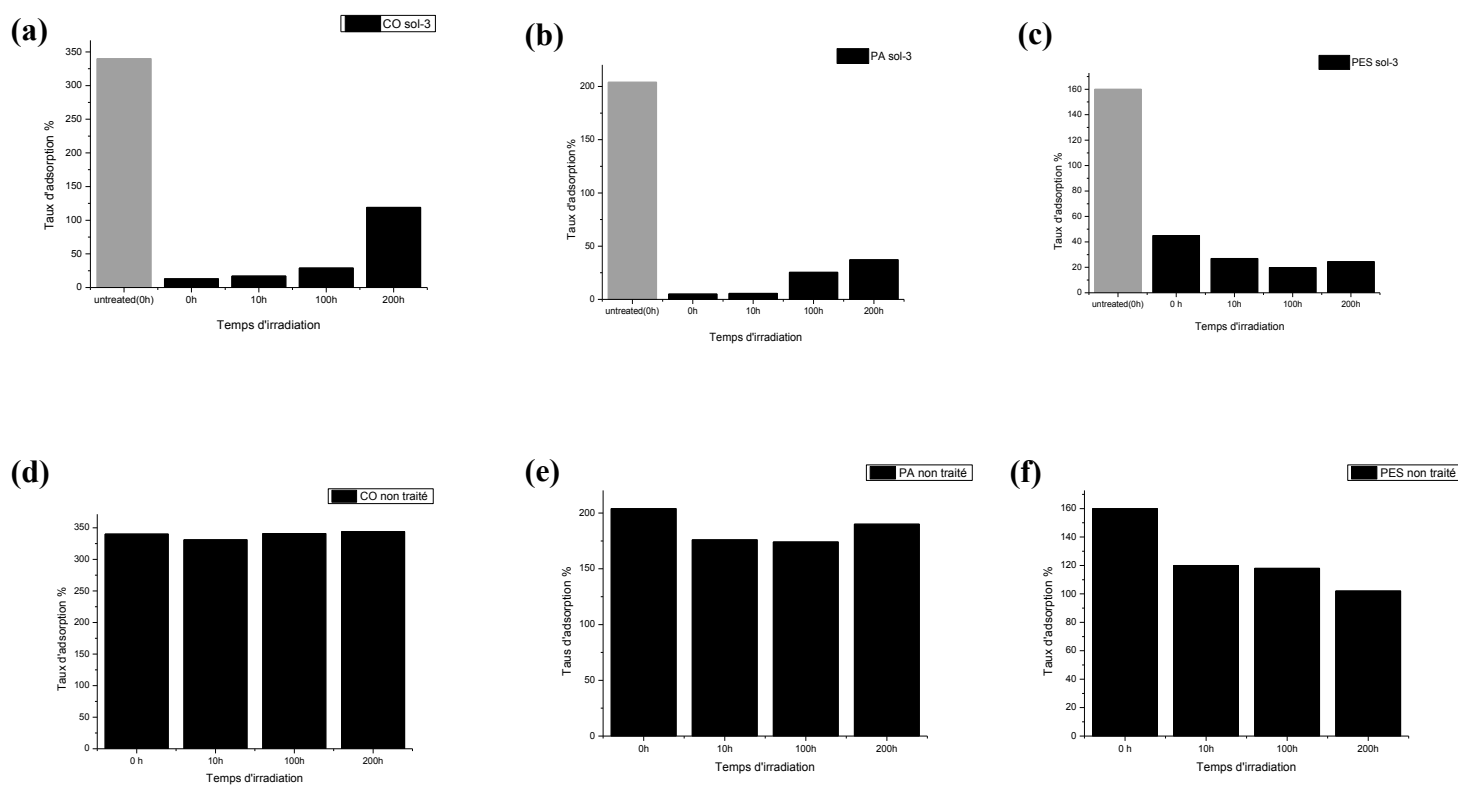 (a)
CO sol-3
Taux d'adsorption %
350
300
250
200
150
100
50
0
untreated(0h) 0h 10h 100h 200h
Temps d'irradiation
(b)
PA sol-3
Taux d'adsorption%
200
150
100
50
0
untreated(0h) 0h 10h 100h 200h
Temps d'irradiation
(c)
PES sol-3
Taux d'adsorption %
160
140
120
100
80
60
40
20
0
untreated(0h) 0 h 10h 100h 200h
Temps d'irradiation
(d)
CO non traité
Taux d'adsorption %
350
300
250
200
150
100
50
0
0 h 10h 100h 200h
Temps d'irradiation
(e)
PA non traité
Taus d'adsorption %
200
150
100
50
0
0h 10h 100h 200h
Temps d'irradiation
(f)
PES non traité
Taux d'adsorption %
160
140
120
100
80
60
40
20
0
0 h 10h 100h 200h
Temps d'irradiation